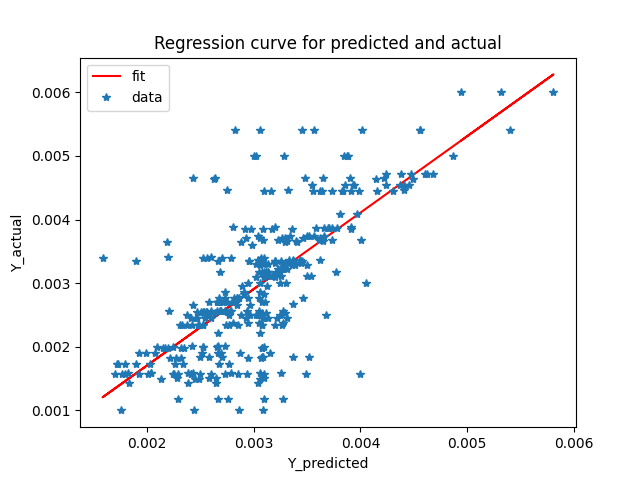 Regression curve for predicted and actual
fit
data
0.006
0.005
0.004
0.003
0.002
0.001
Y_actual
0.002 0.003 0.004 0.005 0.006
Y_predicted